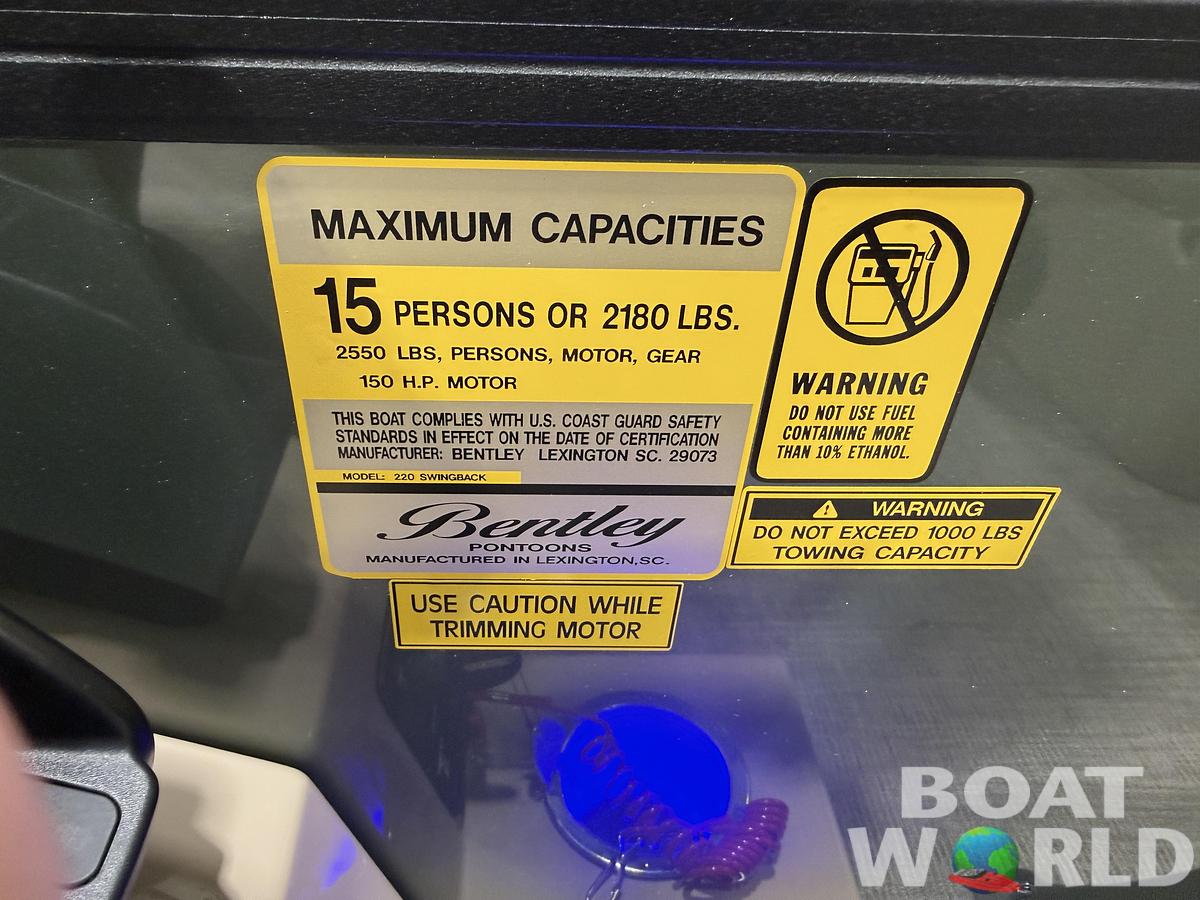 MAXIMUM CAPACITIES
15 PERSONS OR 2180 LBS.
2550 LBS, PERSONS, MOTOR, GEAR
150 H.P. MOTOR
THIS BOAT COMPLIES WITH U.S. COAST GUARD SAFETY
STANDARDS IN EFFECT ON THE DATE OF CERTIFICATION
MANUFACTURER: BENTLEY LEXINGTON SC. 29073
MODEL: 220 SWINGBACK
Bentley
PONTOONS
MANUFACTURED IN LEXINGTON,SC.
WARNING
DO NOT USE FUEL
CONTAINING MORE
THAN 10% ETHANOL.
WARNING
DO NOT EXCEED 1000 LBS
TOWING CAPACITY
USE CAUTION WHILE
TRIMMING MOTOR
BOAT
WORLD